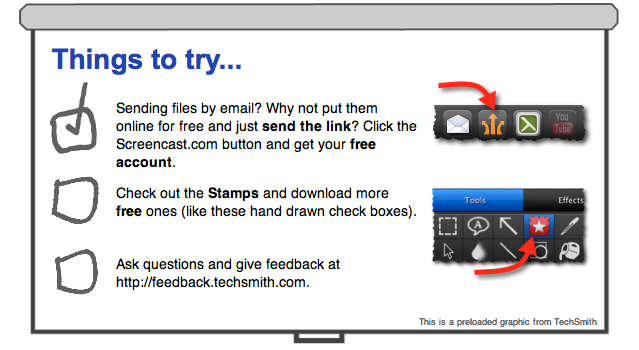 Things to try...
Sending files by email? Why not put them
online for free and just send the link? Click the
Screencast.com button and get your free
account.
You
Tube
Check out the Stamps and download more
free ones (like these hand drawn check boxes).
Tools
Effects
A
Ask questions and give feedback at
http://feedback.techsmith.com.
This is a preloaded graphic from TechSmith